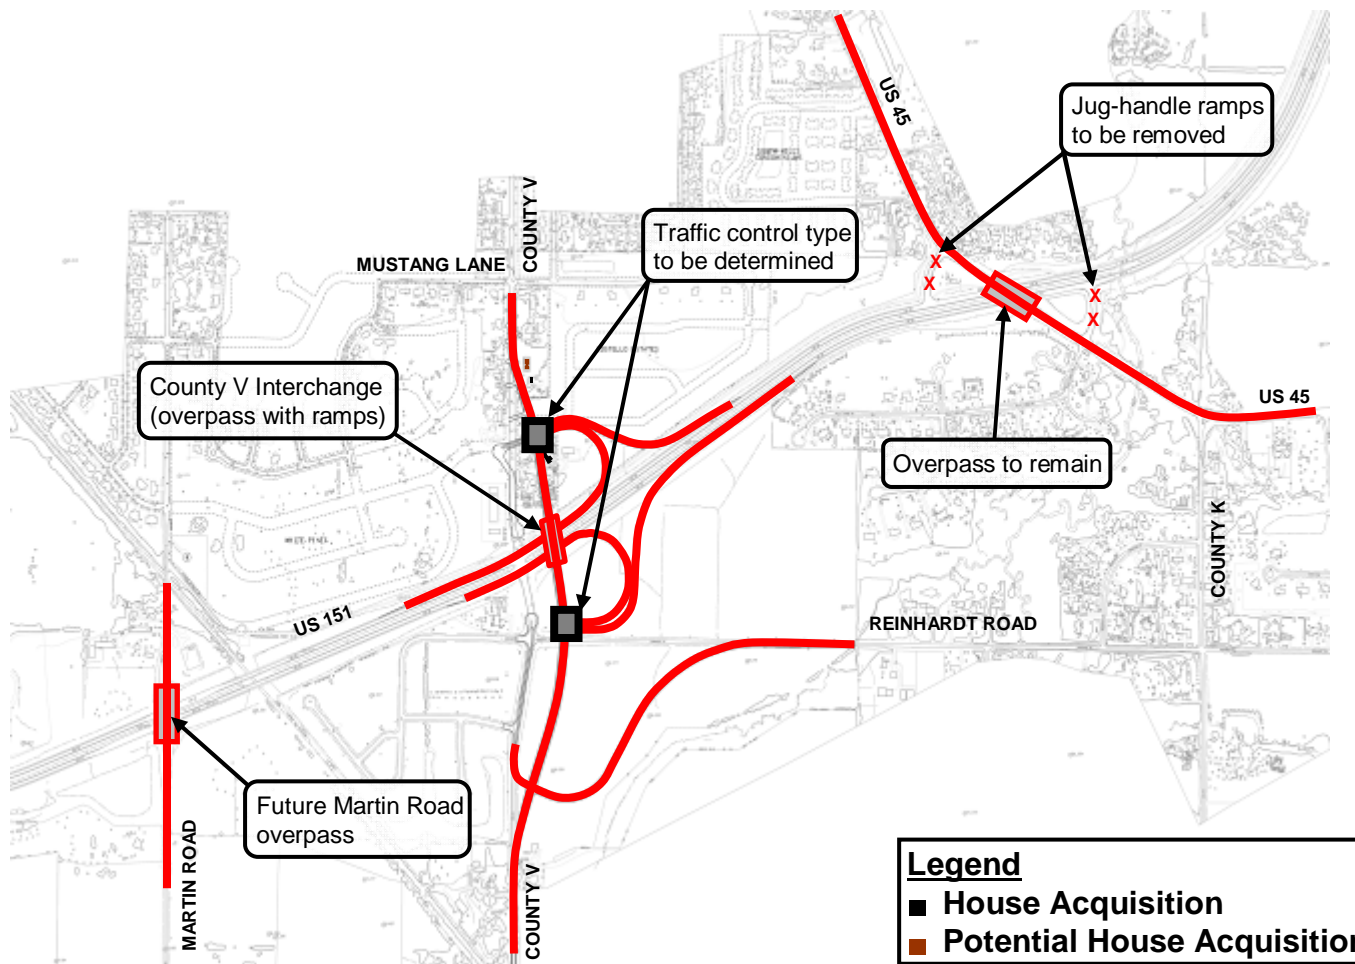 US 45
Jug-handle ramps
to be removed
COUNTY V
Traffic control type
to be determined
MUSTANG LANE
County V Interchange
(overpass with ramps)
US 45
Overpass to remain
COUNTY K
US 151
REINHARDT ROAD
Future Martin Road
overpass
MARTIN ROAD
COUNTY V
X
X
X
X
Legend
House Acquisition
Potential House Acquisition